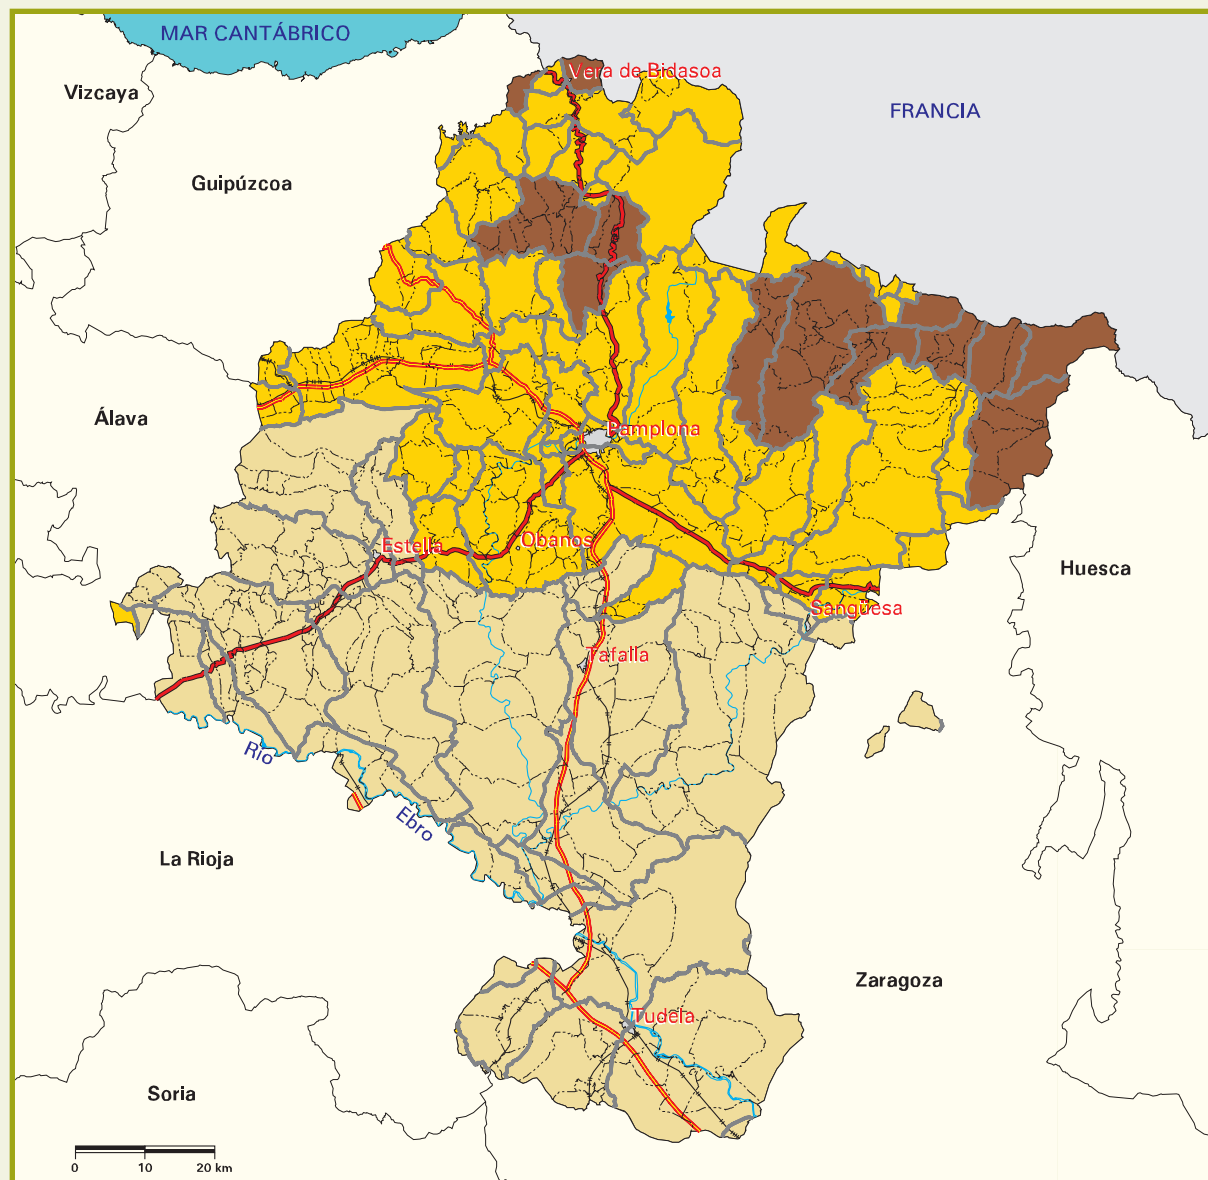 MAR CANTÁBRICO
Vera de Bidasoa
Vizcaya
FRANCIA
Guipúzcoa
Álava
Pamplona
Estella
Obanos
Huesca
Sangüesa
Tafalla
Río
Ebro
La Rioja
Zaragoza
Tudela
Soria
0 10 20 km